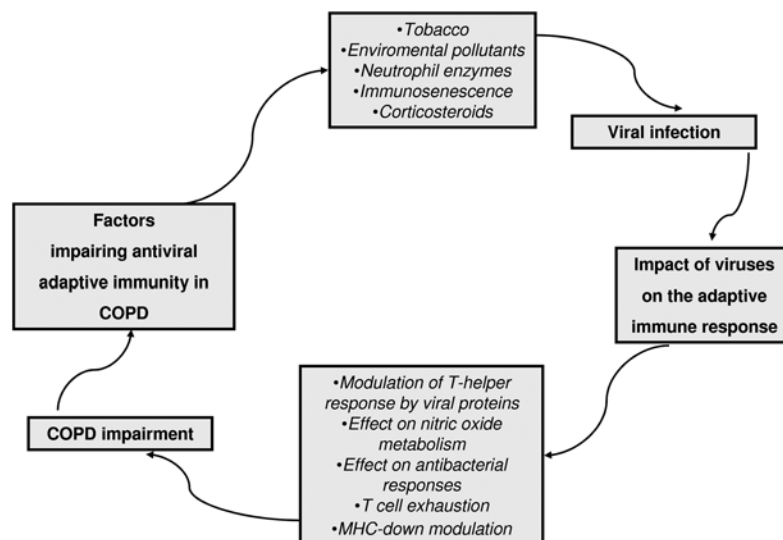 •Tobacco
•Enviromental pollutants
•Neutrophil enzymes
•Immunosenescence
•Corticosteroids
Viral infection
Impact of viruses
on the adaptive
immune response
•Modulation of T-helper
response by viral proteins
•Effect on nitric oxide
metabolism
•Effect on antibacterial
responses
•T cell exhaustion
•MHC-down modulation
COPD impairment
Factors
impairing antiviral
adaptive immunity in
COPD